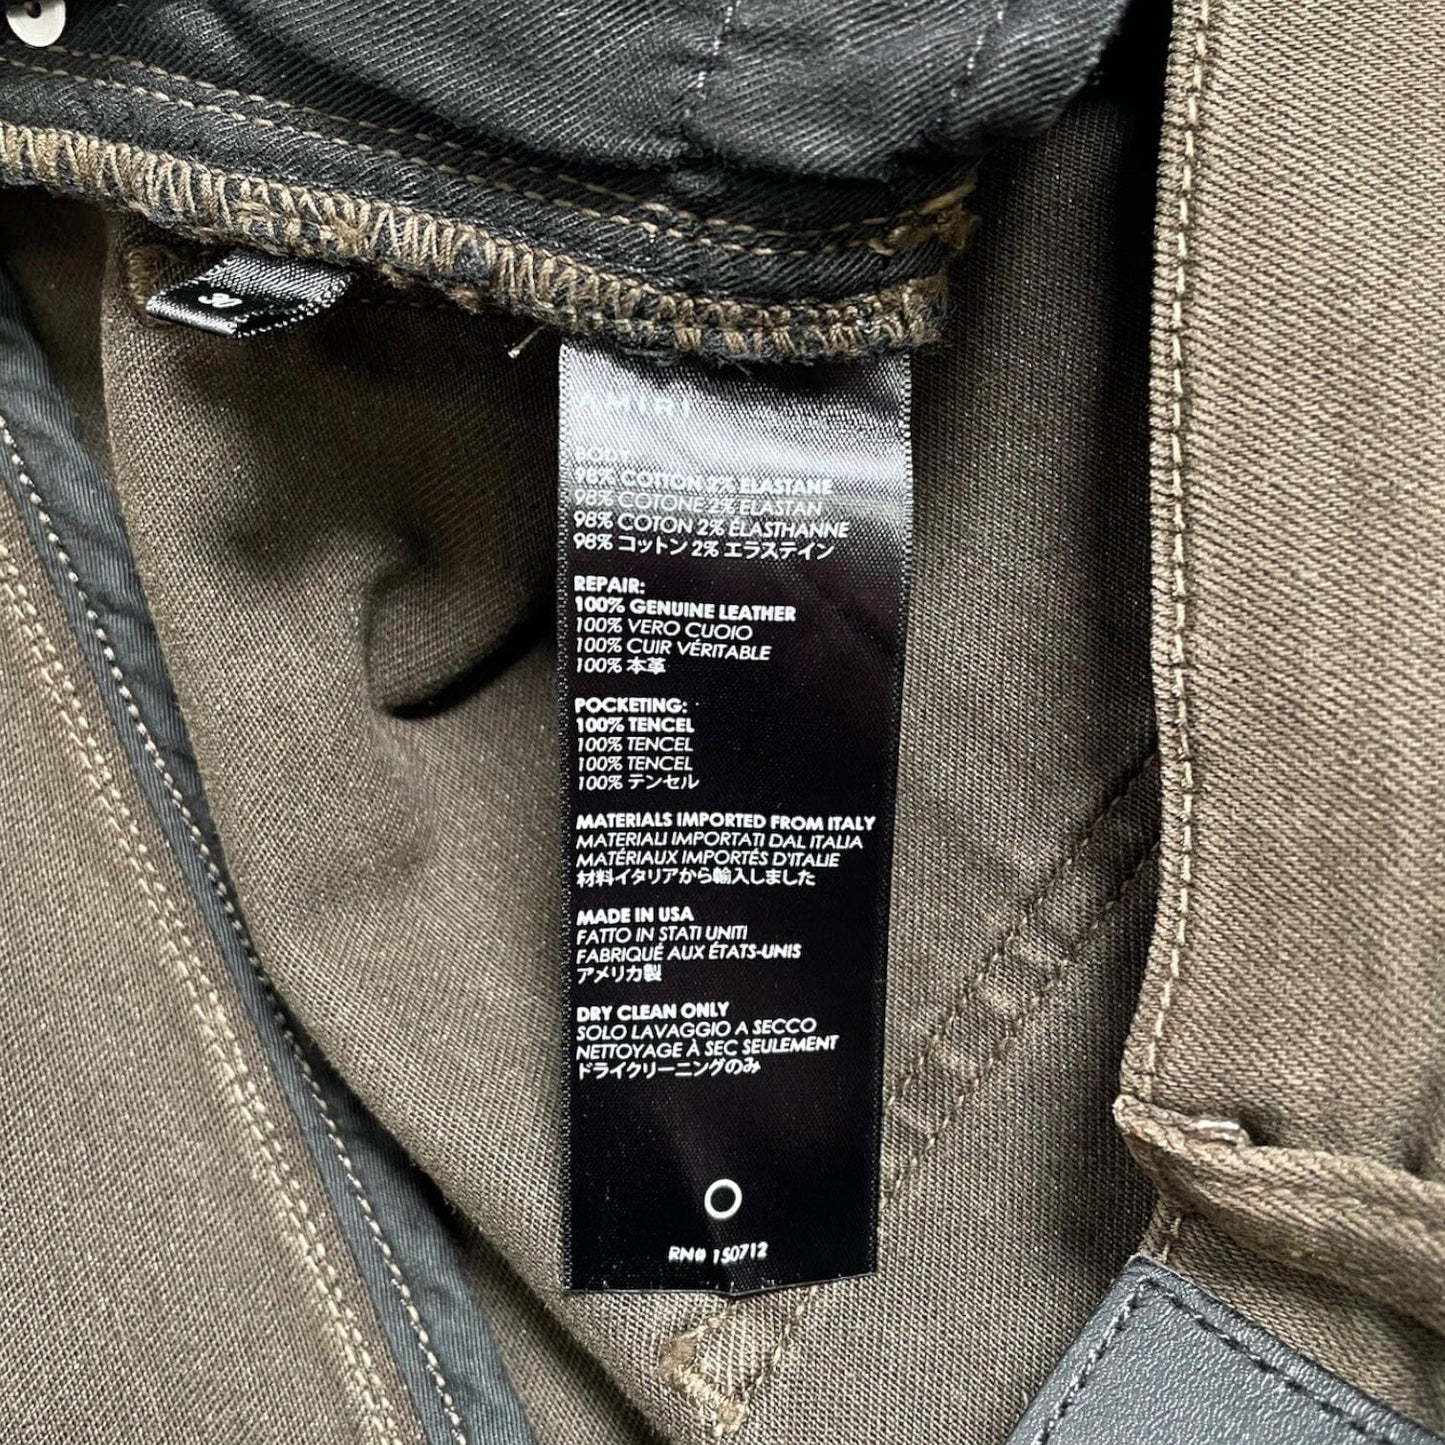 30
AMIRI
BODY
98% COTTON 2% ELASTANE
98% COTONE 2% ELASTAN
98% COTON 2% ÉLASTHANNE
98% コットン 2% エラステイン
REPAIR:
100% GENUINE LEATHER
100% VERO CUOIO
100% CUIR VÉRITABLE
100% 本革
POCKETING:
100% TENCEL
100% TENCEL
100% TENCEL
100% テンセル
MATERIALS IMPORTED FROM ITALY
MATERIALI IMPORTATI DAL ITALIA
MATÉRIAUX IMPORTÉS D'ITALIE
材料イタリアから輸入しました
MADE IN USA
FATTO IN STATI UNITI
FABRIQUÉ AUX ÉTATS-UNIS
アメリカ製
DRY CLEAN ONLY
SOLO LAVAGGIO A SECCO
NETTOYAGE À SEC SEULEMENT
ドライクリーニングのみ
RN# 150712